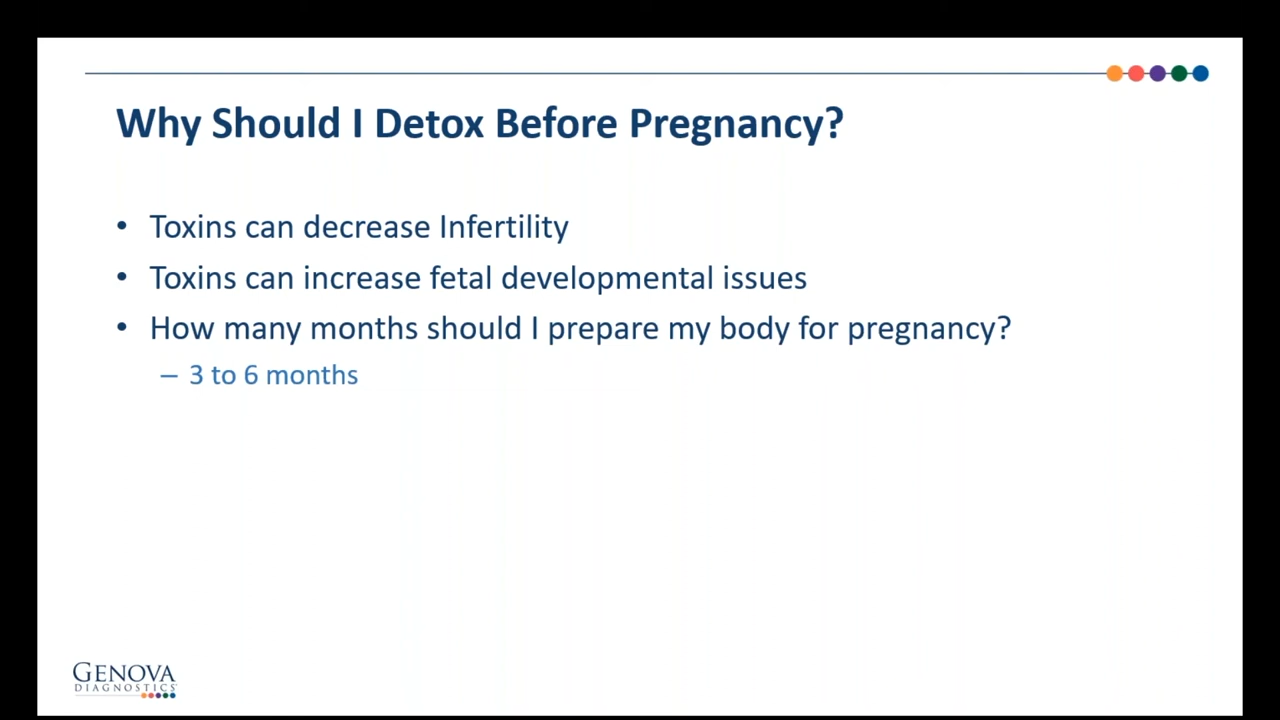 Why Should I Detox Before Pregnancy?
• Toxins can decrease Infertility
• Toxins can increase fetal developmental issues
• How many months should I prepare my body for pregnancy?
– 3 to 6 months
GENOVA
DIAGNOSTICS